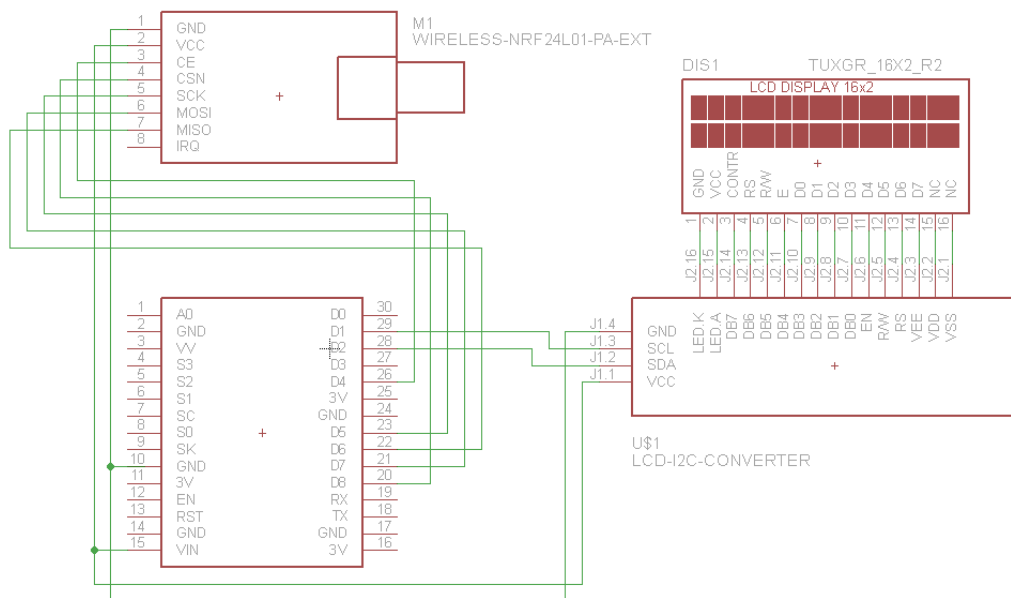 M1
WIRELESS-NRF24L01-PA-EXT
1 GND
2 VCC
3 CE
4 CSN
5 SCK
6 MOSI
7 MISO
8 IRQ
DIS1
TUXGR_16X2_R2
LCD DISPLAY 16x2
GND VCC CONTR RS R/W E D0 D1 D2 D3 D4 D5 D6 D7 NC NC
1 2 3 4 5 6 7 8 9 10 11 12 13 14 15 16
J2.16 J2.15 J2.14 J2.13 J2.12 J2.11 J2.10 J2.9 J2.8 J2.7 J2.6 J2.5 J2.4 J2.3 J2.2 J2.1
LED.K LED.A DB7 DB6 DB5 DB4 DB3 DB2 DB1 DB0 EN R/W RS VEE VDD VSS
J1.4 GND
J1.3 SCL
J1.2 SDA
J1.1 VCC
U$1
LCD-I2C-CONVERTER
1 A0 D0 30
2 GND D1 29
3 VV D2 28
4 S3 D3 27
5 S2 D4 26
6 S1 3V 25
7 SC GND 24
8 S0 D5 23
9 SK D6 22
10 GND D7 21
11 3V D8 20
12 EN RX 19
13 RST TX 18
14 GND GND 17
15 VIN 3V 16